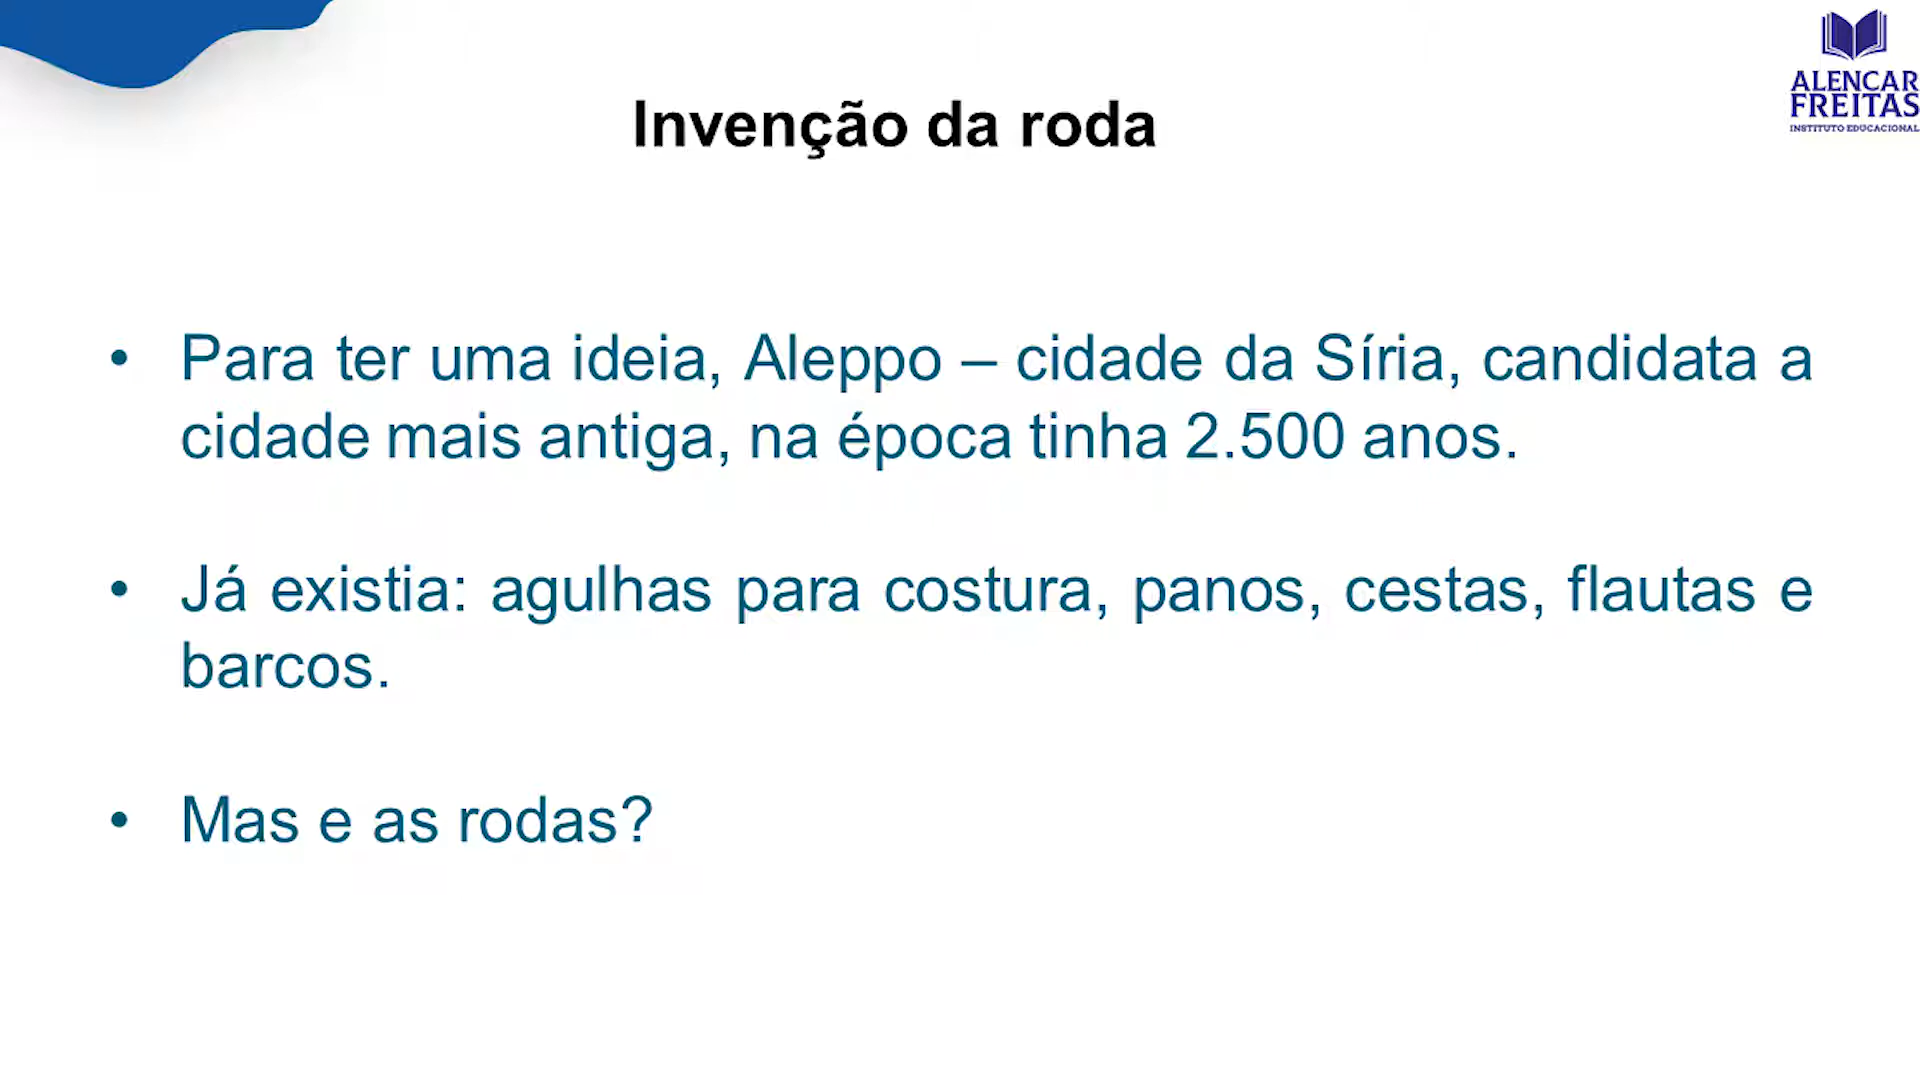 ALENCAR
FREITAS
INSTITUTO EDUCACIONAL
Invenção da roda
• Para ter uma ideia, Aleppo – cidade da Síria, candidata a
cidade mais antiga, na época tinha 2.500 anos.
• Já existia: agulhas para costura, panos, cestas, flautas e
barcos.
• Mas e as rodas?